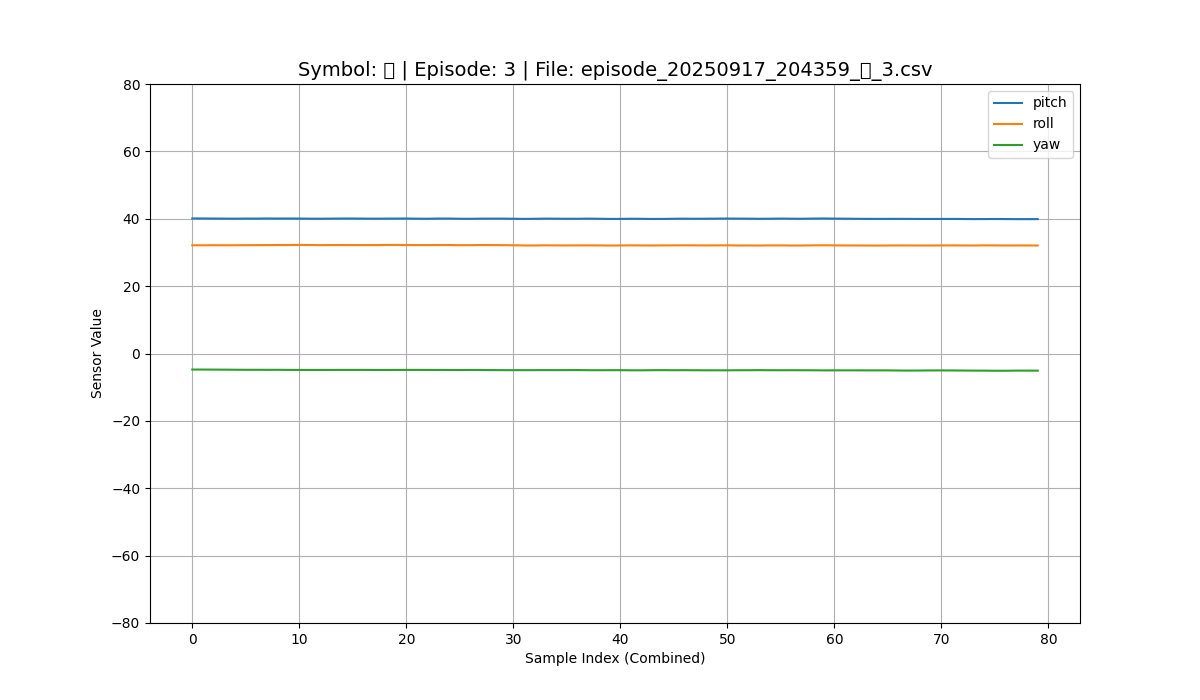 Symbol: | Episode: 3 | File: episode_20250917_204359_ _3.csv
80
60
40
20
0
−20
−40
−60
−80
Sensor Value
pitch
roll
yaw
0 10 20 30 40 50 60 70 80
Sample Index (Combined)